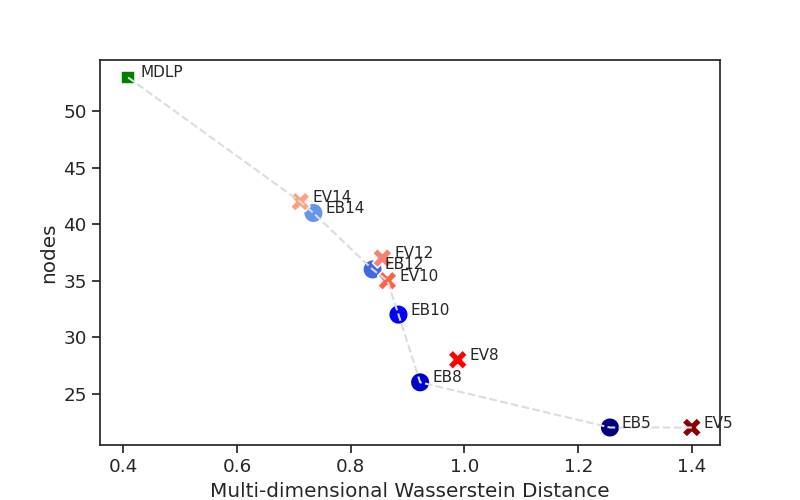 MDLP
50
45
EV14
EB14
40
nodes
EV12
EB12
EV10
35
EB10
30
EV8
EB8
25
EB5
EV5
0.4 0.6 0.8 1.0 1.2 1.4
Multi-dimensional Wasserstein Distance